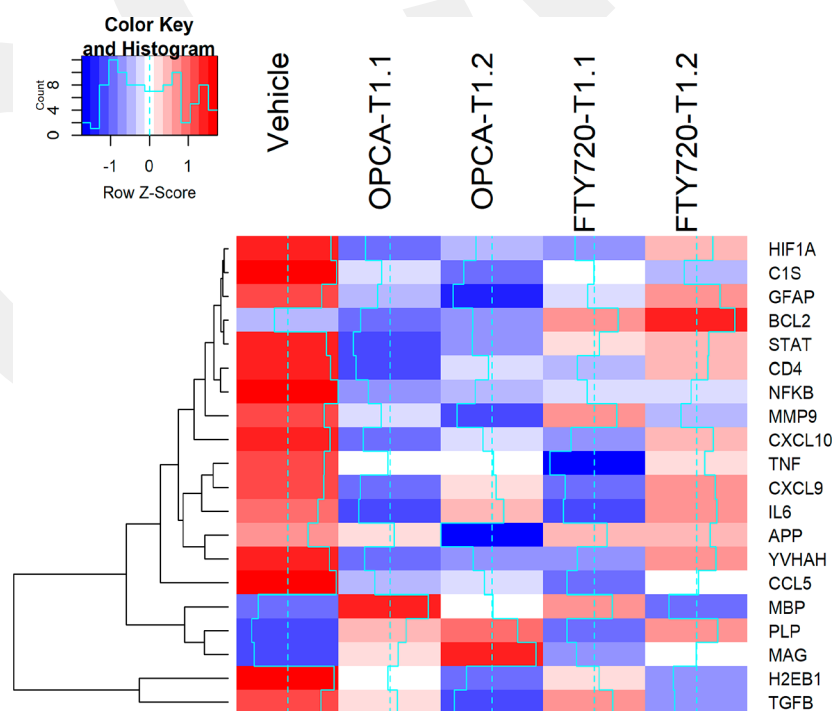 Color Key
and Histogram
Count
0 4 8
-1 0 1
Row Z-Score
Vehicle
OPCA-T1.1
OPCA-T1.2
FTY720-T1.1
FTY720-T1.2
HIF1A
C1S
GFAP
BCL2
STAT
CD4
NFKB
MMP9
CXCL10
TNF
CXCL9
IL6
APP
YVHAH
CCL5
MBP
PLP
MAG
H2EB1
TGFB